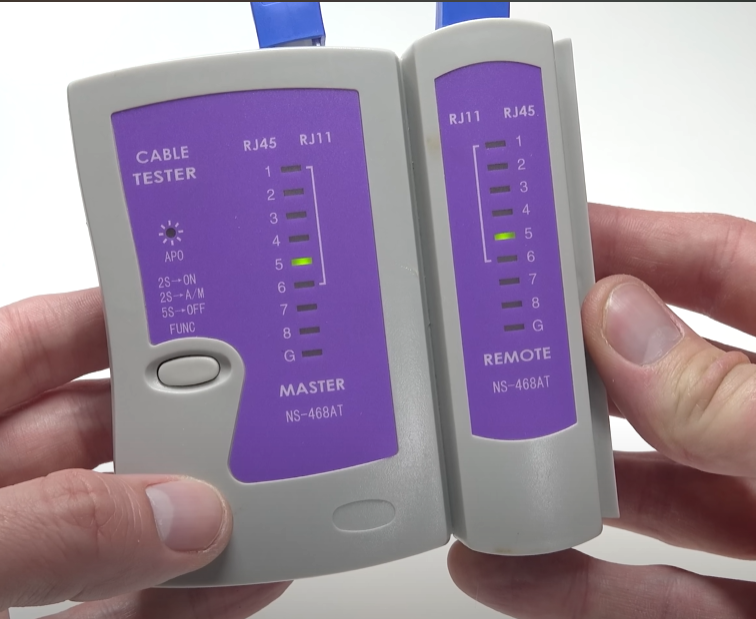 CABLE
TESTER
APO
2S→ON
2S→A/M
5S→OFF
FUNC
RJ45 RJ11
1
2
3
4
5
6
7
8
G
MASTER
NS-468AT
RJ11 RJ45
1
2
3
4
5
6
7
8
G
REMOTE
NS-468AT